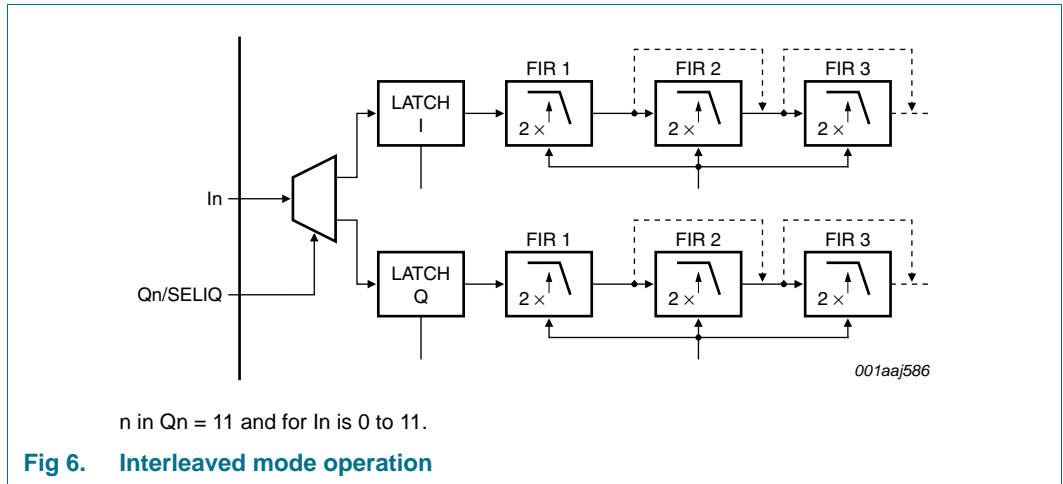 FIR 1 FIR 2 FIR 3
LATCH
I
2 × 2 × 2 ×
In
FIR 1 FIR 2 FIR 3
LATCH
Q
Qn/SELIQ
2 × 2 × 2 ×
001aaj586
n in Qn = 11 and for In is 0 to 11.
Fig 6. Interleaved mode operation